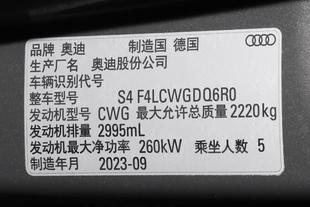 品牌 奥迪 制造国 德国
生产厂名 奥迪股份公司
车辆识别代号
整车型号 S4 F4LCWGDQ6R0
发动机型号 CWG 最大允许总质量 2220kg
发动机排量 2995mL
发动机最大净功率 260kW 乘坐人数 5
制造年月 2023-09